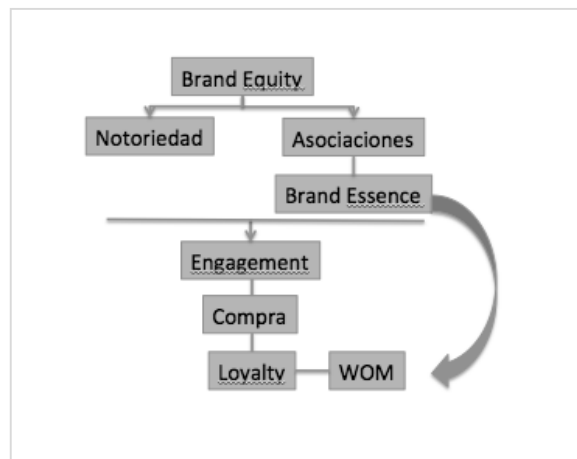 Brand Equity
Notoriedad
Asociaciones
Brand Essence
Engagement
Compra
Loyalty
WOM